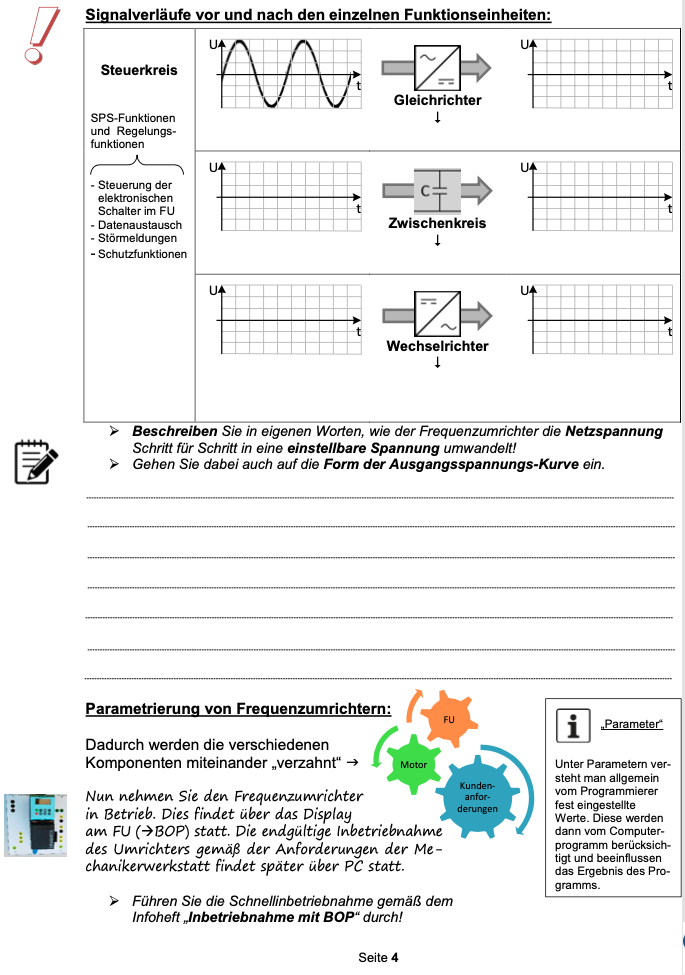 Signalverläufe vor und nach den einzelnen Funktionseinheiten:
Steuerkreis
SPS-Funktionen
und Regelungs-
funktionen
- Steuerung der
elektronischen
Schalter im FU
- Datenaustausch
- Störmeldungen
- Schutzfunktionen
U
t
Gleichrichter
↓
U
t
U
t
C
Zwischenkreis
↓
U
t
U
t
Wechselrichter
↓
U
t
➢ Beschreiben Sie in eigenen Worten, wie der Frequenzumrichter die Netzspannung
Schritt für Schritt in eine einstellbare Spannung umwandelt!
➢ Gehen Sie dabei auch auf die Form der Ausgangsspannungs-Kurve ein.
Parametrierung von Frequenzumrichtern:
Dadurch werden die verschiedenen
Komponenten miteinander „verzahnt“ →
FU
Motor
Kunden-
anfor-
derungen
Nun nehmen Sie den Frequenzumrichter
in Betrieb. Dies findet über das Display
am FU (→BOP) statt. Die endgültige Inbetriebnahme
des Umrichters gemäß der Anforderungen der Me-
chanikerwerkstatt findet später über PC statt.
➢ Führen Sie die Schnellinbetriebnahme gemäß dem
Infoheft „Inbetriebnahme mit BOP“ durch!
i
„Parameter“
Unter Parametern ver-
steht man allgemein
vom Programmierer
fest eingestellte
Werte. Diese werden
dann vom Computer-
programm berücksich-
tigt und beeinflussen
das Ergebnis des Pro-
gramms.
Seite 4